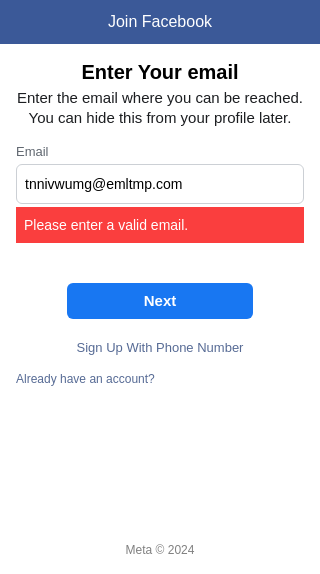 Join Facebook
Enter Your email
Enter the email where you can be reached.
You can hide this from your profile later.
Email
tnnivwumg@emltmp.com
Please enter a valid email.
Next
Sign Up With Phone Number
Already have an account?
Meta © 2024